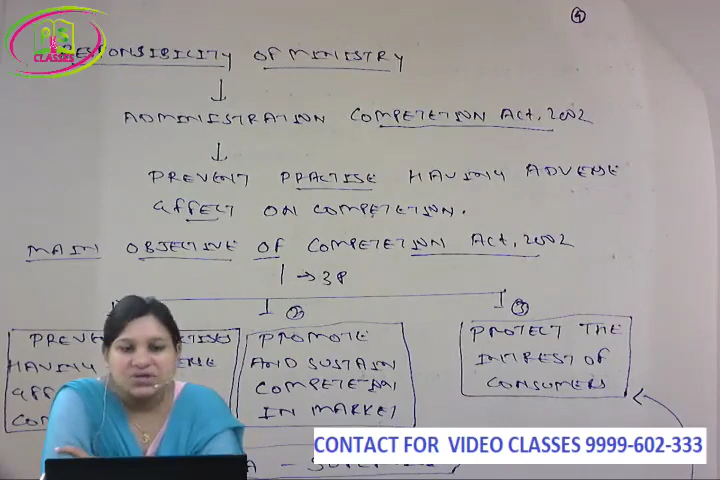 4
CLASSES
RESPONSIBILITY OF MINISTRY
ADMINISTRATION COMPETETION ACT, 2002
PREVENT PRACTISE HAVING ADVERSE
AFFECT ON COMPETETION.
MAIN OBJECTIVE OF COMPETETION ACT, 2002
→ 3P
② ③
HAVING
PROMOTE
AND SUSTAIN
COMPETETION
IN MARKET
PROTECT THE
INTREST OF
CONSUMERS
CONTACT FOR VIDEO CLASSES 9999-602-333